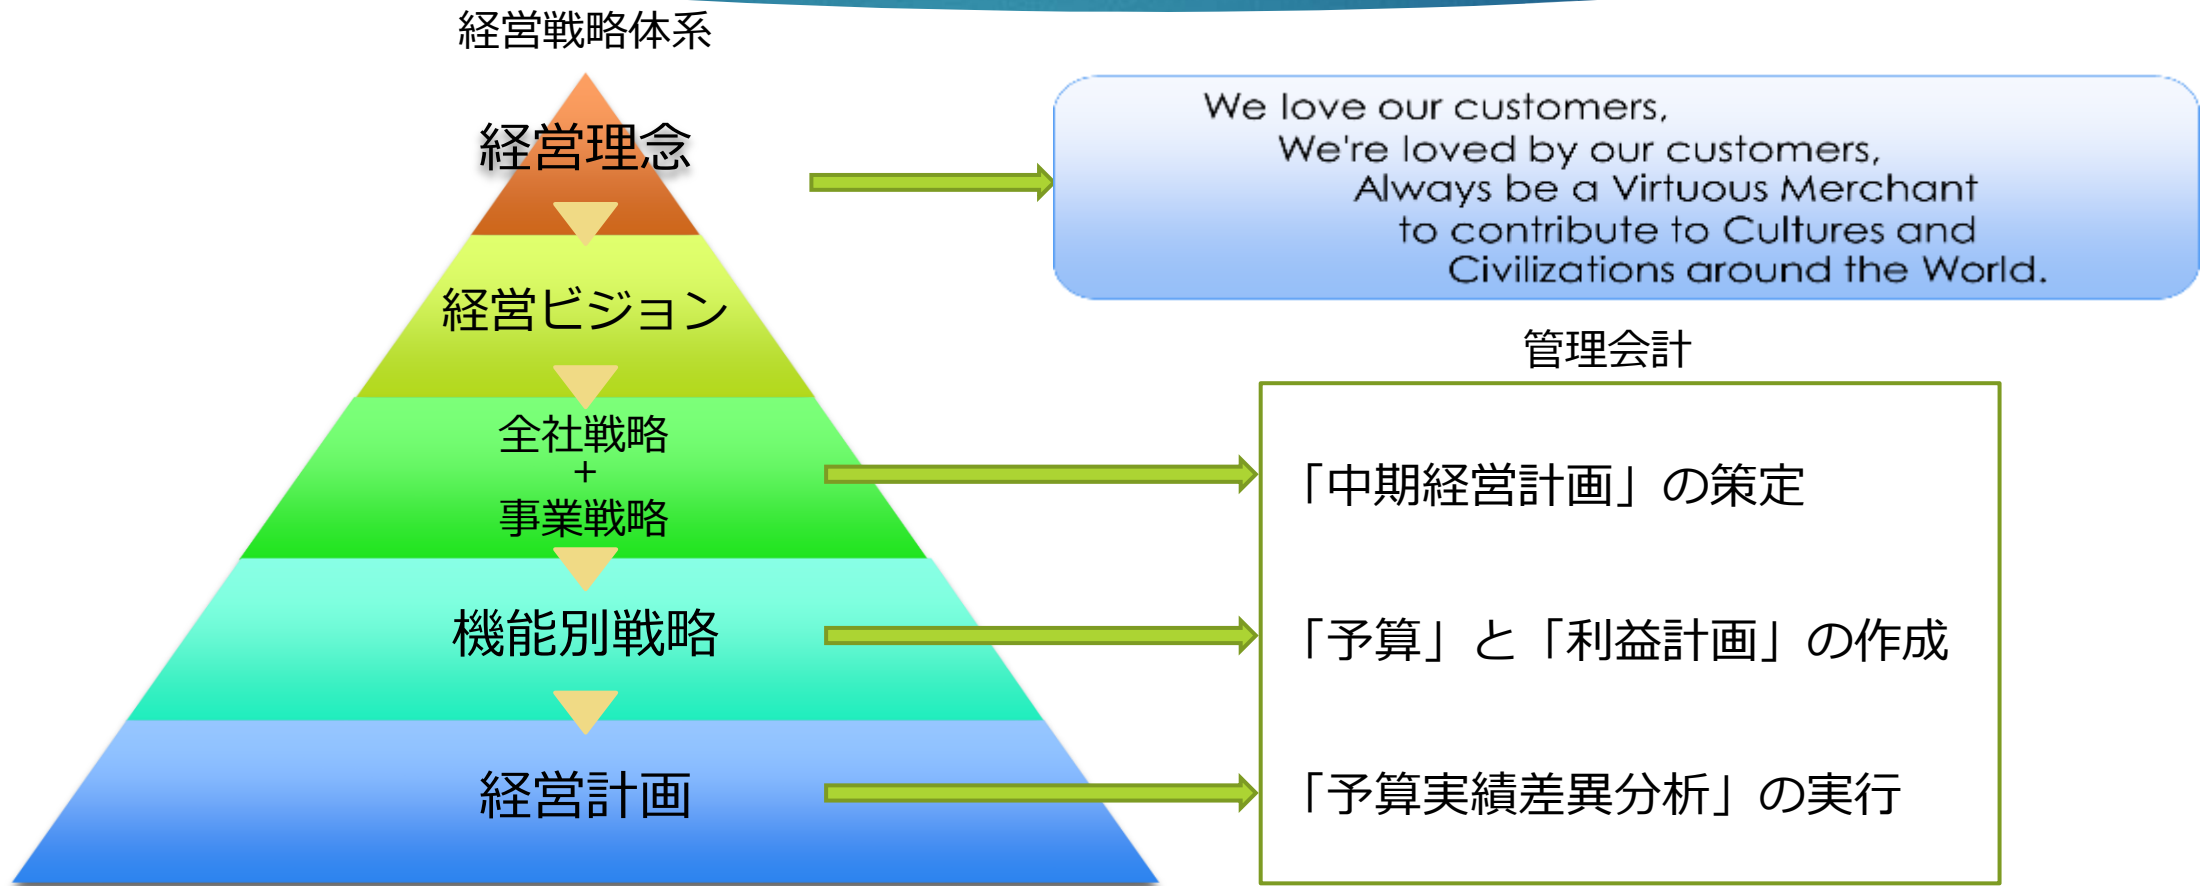 経営戦略体系
経営理念
経営ビジョン
全社戦略
+
事業戦略
機能別戦略
経営計画
We love our customers,
We're loved by our customers,
Always be a Virtuous Merchant
to contribute to Cultures and
Civilizations around the World.
管理会計
「中期経営計画」の策定
「予算」と「利益計画」の作成
「予算実績差異分析」の実行